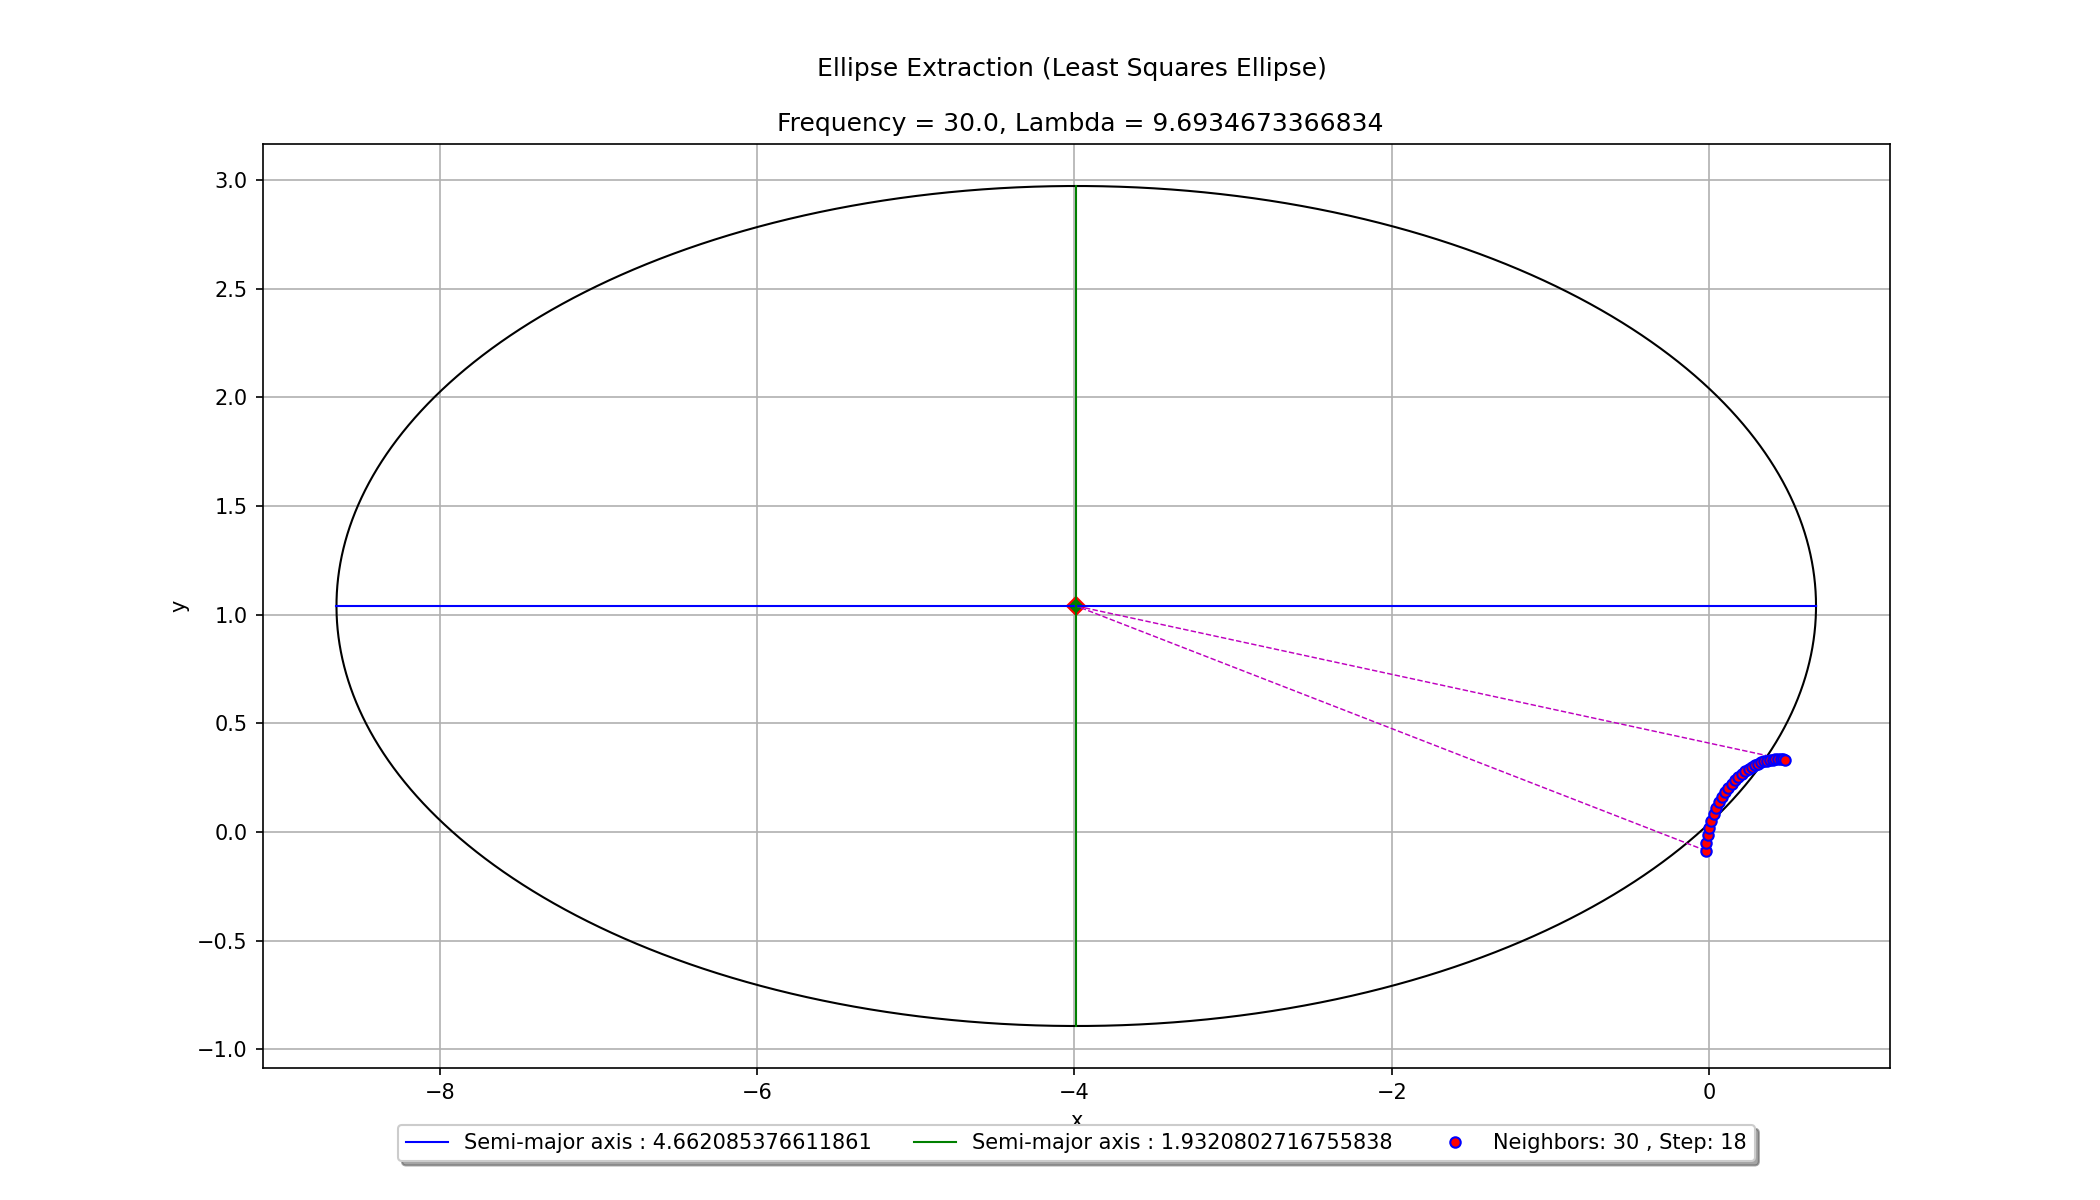 Ellipse Extraction (Least Squares Ellipse)
Frequency = 30.0, Lambda = 9.6934673366834
3.0
2.5
2.0
1.5
1.0
0.5
0.0
−0.5
−1.0
y
−8 −6 −4 −2 0
x
Semi-major axis : 4.662085376611861 Semi-major axis : 1.9320802716755838 Neighbors: 30 , Step: 18